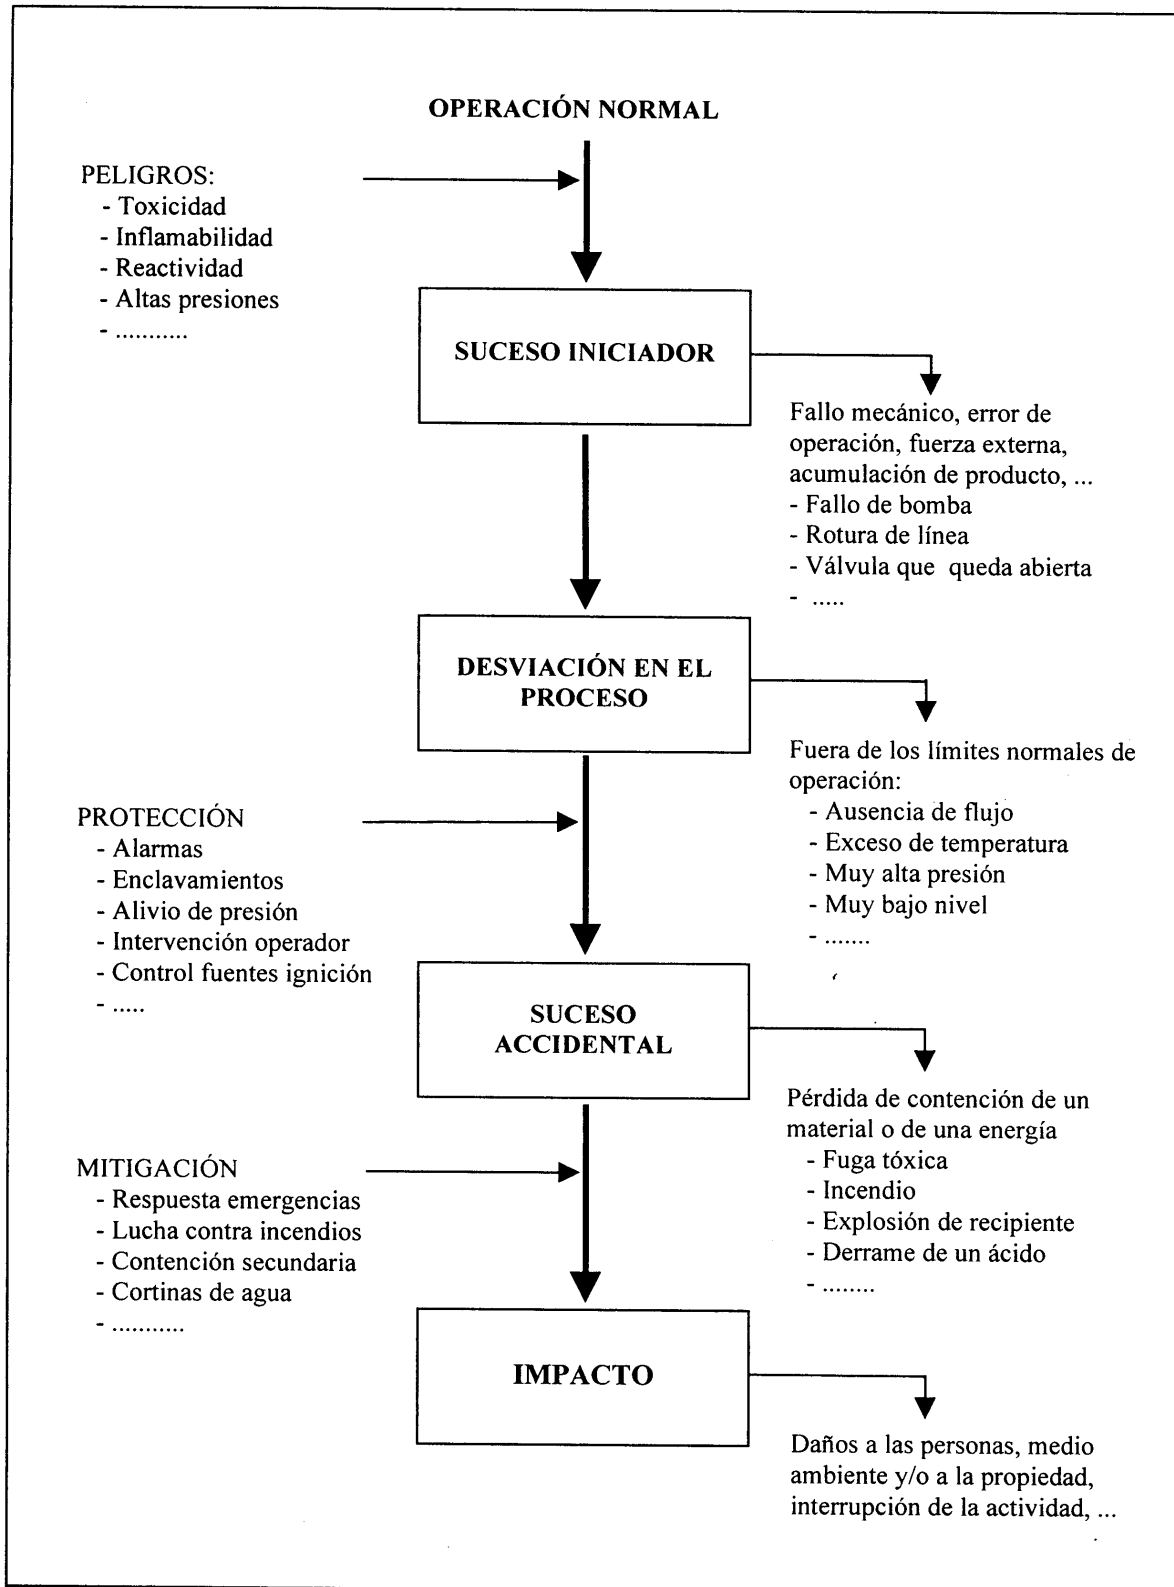 OPERACIÓN NORMAL
PELIGROS:
- Toxicidad
- Inflamabilidad
- Reactividad
- Altas presiones
- ...........
SUCESO INICIADOR
Fallo mecánico, error de
operación, fuerza externa,
acumulación de producto, ...
- Fallo de bomba
- Rotura de línea
- Válvula que queda abierta
- .....
DESVIACIÓN EN EL
PROCESO
Fuera de los límites normales de
operación:
- Ausencia de flujo
- Exceso de temperatura
- Muy alta presión
- Muy bajo nivel
- .......
PROTECCIÓN
- Alarmas
- Enclavamientos
- Alivio de presión
- Intervención operador
- Control fuentes ignición
- .....
SUCESO
ACCIDENTAL
Pérdida de contención de un
material o de una energía
- Fuga tóxica
- Incendio
- Explosión de recipiente
- Derrame de un ácido
- ........
MITIGACIÓN
- Respuesta emergencias
- Lucha contra incendios
- Contención secundaria
- Cortinas de agua
- ...........
IMPACTO
Daños a las personas, medio
ambiente y/o a la propiedad,
interrupción de la actividad, ...